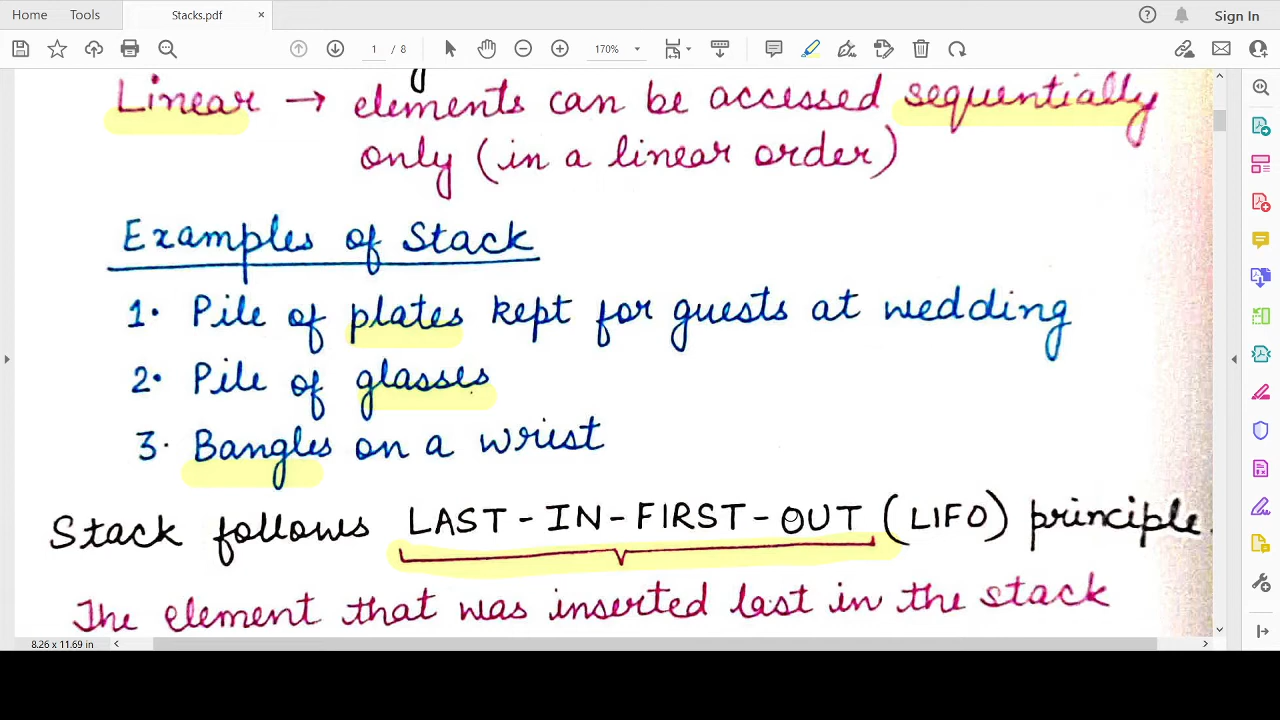 Home Tools Stacks.pdf × Sign In
1 / 8 170%
Linear → elements can be accessed sequentially
only (in a linear order)
Examples of Stack
1. Pile of plates kept for guests at wedding
2. Pile of glasses
3. Bangles on a wrist
Stack follows LAST-IN-FIRST-OUT (LIFO) principle.
The element that was inserted last in the stack
8.26 x 11.69 in